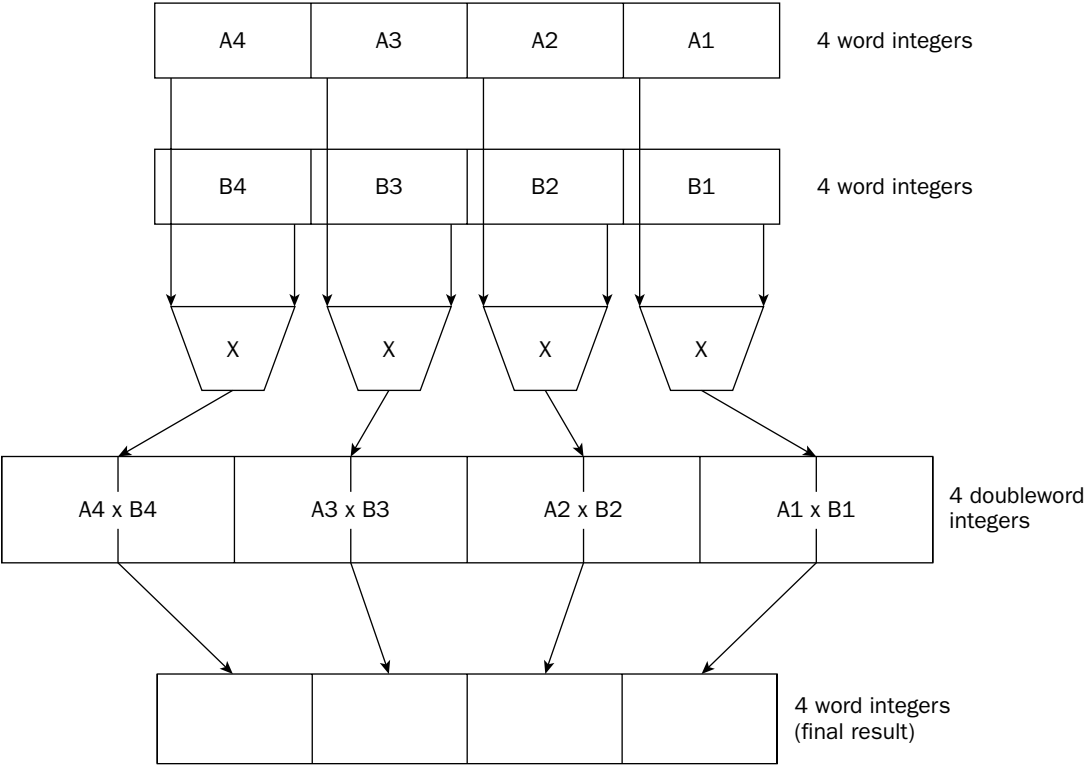 A4 A3 A2 A1 4 word integers
B4 B3 B2 B1 4 word integers
X X X X
A4 x B4 A3 x B3 A2 x B2 A1 x B1 4 doubleword
integers
4 word integers
(final result)